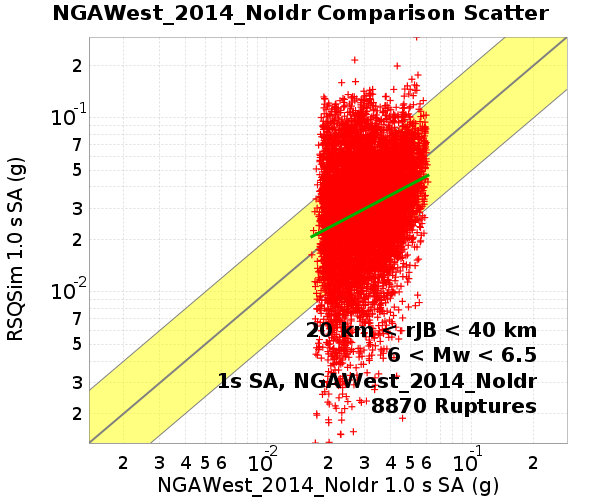 NGAWest_2014_NoIdr Comparison Scatter
RSQSim 1.0 s SA (g)
2
10-1
7
5
3
2
10-2
7
5
3
2
20 km < rJB < 40 km
6 < Mw < 6.5
1s SA, NGAWest_2014_NoIdr
8870 Ruptures
2 3 4 5 6 10-2 2 3 4 5 6 10-1 2
NGAWest_2014_NoIdr 1.0 s SA (g)